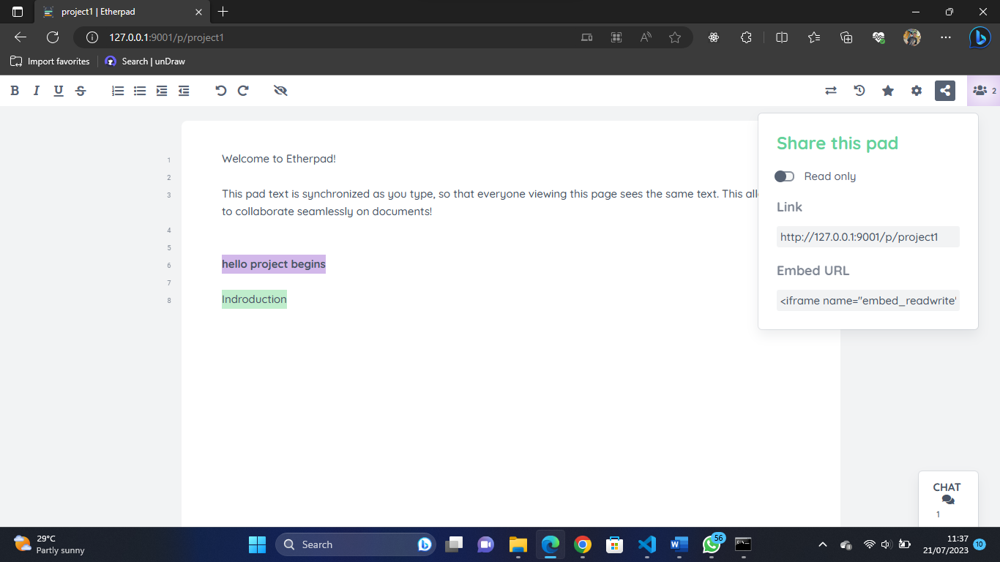 project1 | Etherpad
127.0.0.1:9001/p/project1
Import favorites
Search | unDraw
B I U S
2
Share this pad
Read only
Link
http://127.0.0.1:9001/p/project1
Embed URL
<iframe name="embed_readwrite"
1 Welcome to Etherpad!
2
3 This pad text is synchronized as you type, so that everyone viewing this page sees the same text. This all
to collaborate seamlessly on documents!
4
5
6 hello project begins
7
8 Indroduction
CHAT
1
29°C
Partly sunny
Search
56
11:37
21/07/2023
10